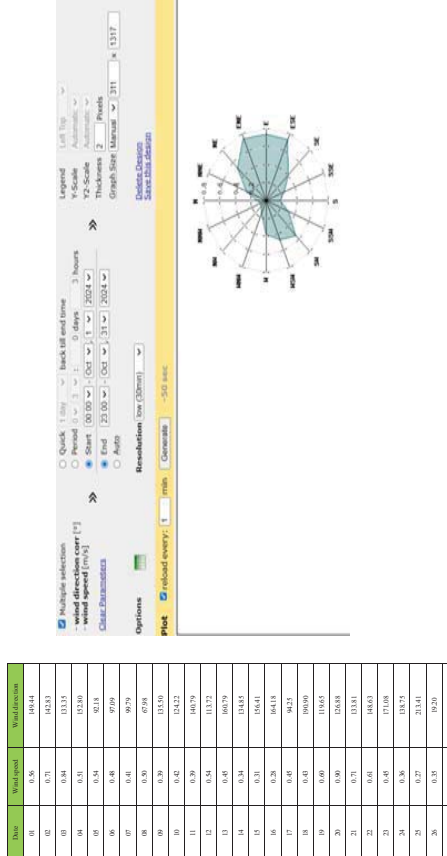 Date Wind speed Wind direction
01 0.56 149.44
02 0.71 142.83
03 0.84 133.35
04 0.51 152.80
05 0.54 92.18
06 0.48 97.09
07 0.41 99.79
08 0.50 67.98
09 0.39 135.50
10 0.42 124.22
11 0.39 140.79
12 0.54 113.72
13 0.45 160.79
14 0.34 134.85
15 0.31 156.41
16 0.28 164.18
17 0.45 94.25
18 0.43 190.90
19 0.60 119.65
20 0.90 126.88
21 0.71 133.81
22 0.61 148.63
23 0.45 171.08
24 0.36 138.75
25 0.27 213.41
26 0.35 19.20
Multiple selection
- wind direction corr [°]
- wind speed [m/s]
Clear Parameters
Quick 1 day back till end time
Period 0 3 : 0 days 3 hours
Start 00:00 - Oct , 1 2024
End 23:00 - Oct , 31 2024
Auto
Legend Left Top
Y-Scale Automatic
Y2-Scale Automatic
Thickness 2 Pixels
Graph Size Manual 311 x 1317
Options
Resolution low (30min)
Delete Design
Save this design
Plot reload every: 1 min Generate ~50 sec
N
NNW NNE
NW NE
WNW ENE
W E
WSW ESE
SW SE
SSW SSE
S